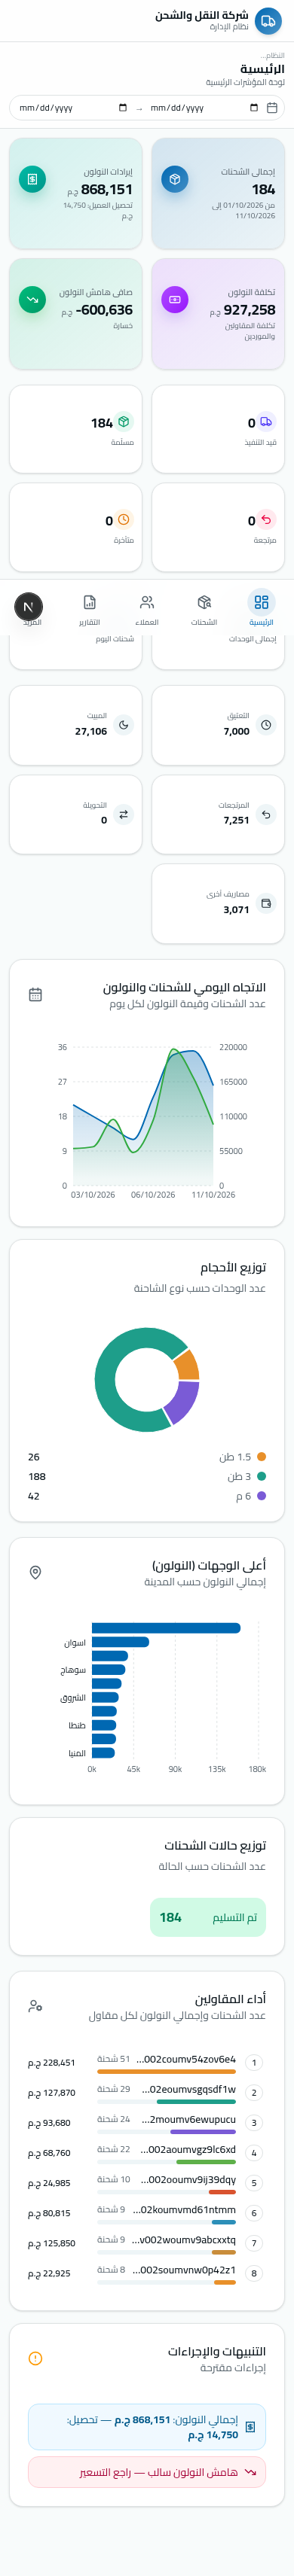 شركة النقل والشحن
نظام الإدارة
النظام...
الرئيسية
لوحة المؤشرات الرئيسية
mm/dd/yyyy → mm/dd/yyyy
إجمالي الشحنات
184
من 01/10/2026 إلى
11/10/2026
إيرادات النولون
868,151 ج.م
تحصيل العميل: 14,750
ج.م
تكلفة النولون
927,258 ج.م
تكلفة المقاولين
والموردين
صافي هامش النولون
-600,636 ج.م
خسارة
0
قيد التنفيذ
184
مسلّمة
0
مرتجعة
0
متأخرة
الرئيسية
الشحنات
العملاء
التقارير
المزيد
N
إجمالي الوحدات
شحنات اليوم
التعتيق
7,000
المبيت
27,106
المرتجعات
7,251
التحويلة
0
مصاريف أخرى
3,071
الاتجاه اليومي للشحنات والنولون
عدد الشحنات وقيمة النولون لكل يوم
36 220000
27 165000
18 110000
9 55000
0 0
03/10/2026 06/10/2026 11/10/2026
توزيع الأحجام
عدد الوحدات حسب نوع الشاحنة
1.5 طن 26
3 طن 188
6 م 42
أعلى الوجهات (النولون)
إجمالي النولون حسب المدينة
اسوان
سوهاج
الشروق
طنطا
المنيا
0k 45k 90k 135k 180k
توزيع حالات الشحنات
عدد الشحنات حسب الحالة
تم التسليم 184
أداء المقاولين
عدد الشحنات وإجمالي النولون لكل مقاول
1 ...002coumv54zov6e4 51 شحنة 228,451 ج.م
2 ...02eoumvsgqsdf1w 29 شحنة 127,870 ج.م
3 ...2moumv6ewupucu 24 شحنة 93,680 ج.م
4 ...002aoumvgz9lc6xd 22 شحنة 68,760 ج.م
5 ...002ooumv9ij39dqy 10 شحنة 24,985 ج.م
6 ...02koumvmd61ntmm 9 شحنة 80,815 ج.م
7 ...v002woumv9abcxxtq 9 شحنة 125,850 ج.م
8 ...002soumvnw0p42z1 8 شحنة 22,925 ج.م
التنبيهات والإجراءات
إجراءات مقترحة
إجمالي النولون: 868,151 ج.م — تحصيل:
14,750 ج.م
هامش النولون سالب — راجع التسعير